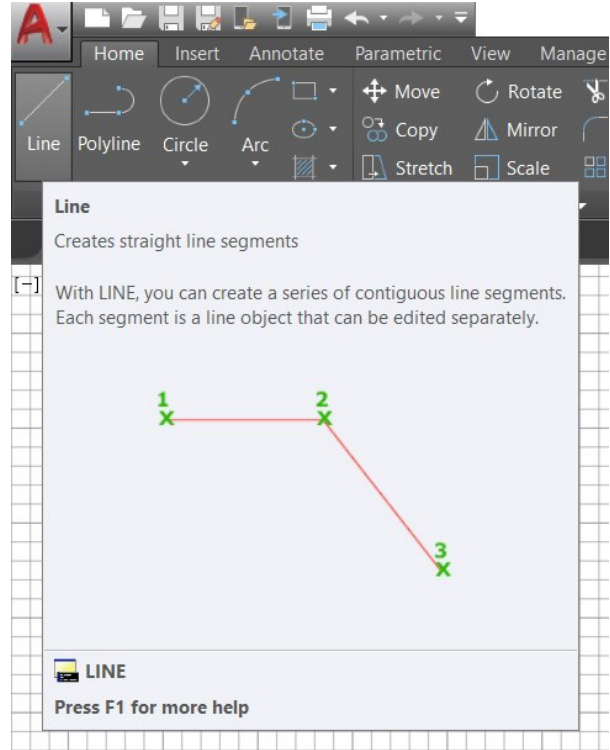 A
Home Insert Annotate Parametric View Manage
Line Polyline Circle Arc
Move Rotate
Copy Mirror
Stretch Scale
Line
Creates straight line segments
[−]
With LINE, you can create a series of contiguous line segments.
Each segment is a line object that can be edited separately.
1 2
3
LINE
Press F1 for more help